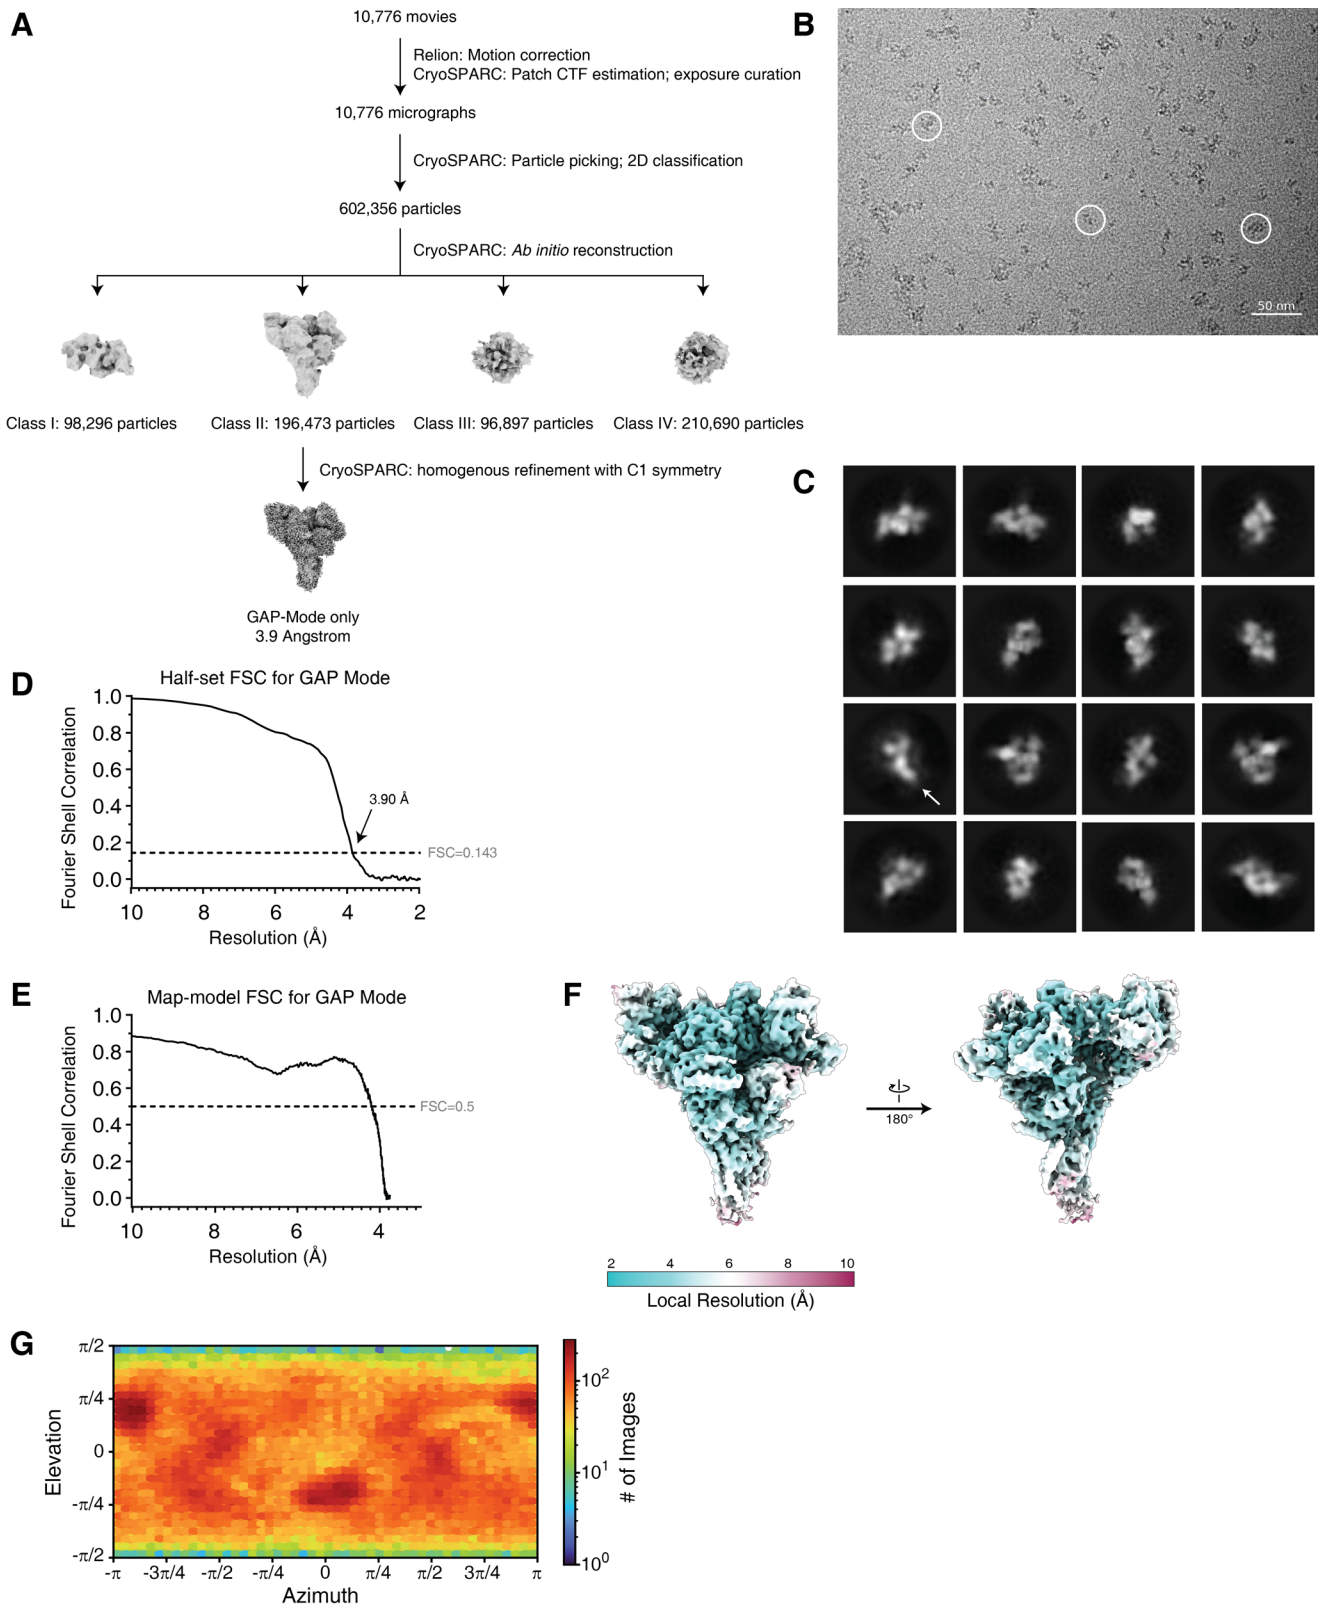 A
10,776 movies
Relion: Motion correction
CryoSPARC: Patch CTF estimation; exposure curation
10,776 micrographs
CryoSPARC: Particle picking; 2D classification
602,356 particles
CryoSPARC: Ab initio reconstruction
Class I: 98,296 particles
Class II: 196,473 particles
Class III: 96,897 particles
Class IV: 210,690 particles
CryoSPARC: homogenous refinement with C1 symmetry
GAP-Mode only
3.9 Angstrom
B
50 nm
C
D
Half-set FSC for GAP Mode
Fourier Shell Correlation
1.0
0.8
0.6
0.4
0.2
0.0
3.90 Å
FSC=0.143
10 8 6 4 2
Resolution (Å)
E
Map-model FSC for GAP Mode
Fourier Shell Correlation
1.0
0.8
0.6
0.4
0.2
0.0
FSC=0.5
10 8 6 4
Resolution (Å)
F
180°
2 4 6 8 10
Local Resolution (Å)
G
Elevation
π/2
π/4
0
-π/4
-π/2
-π -3π/4 -π/2 -π/4 0 π/4 π/2 3π/4 π
Azimuth
10²
10¹
10⁰
# of Images